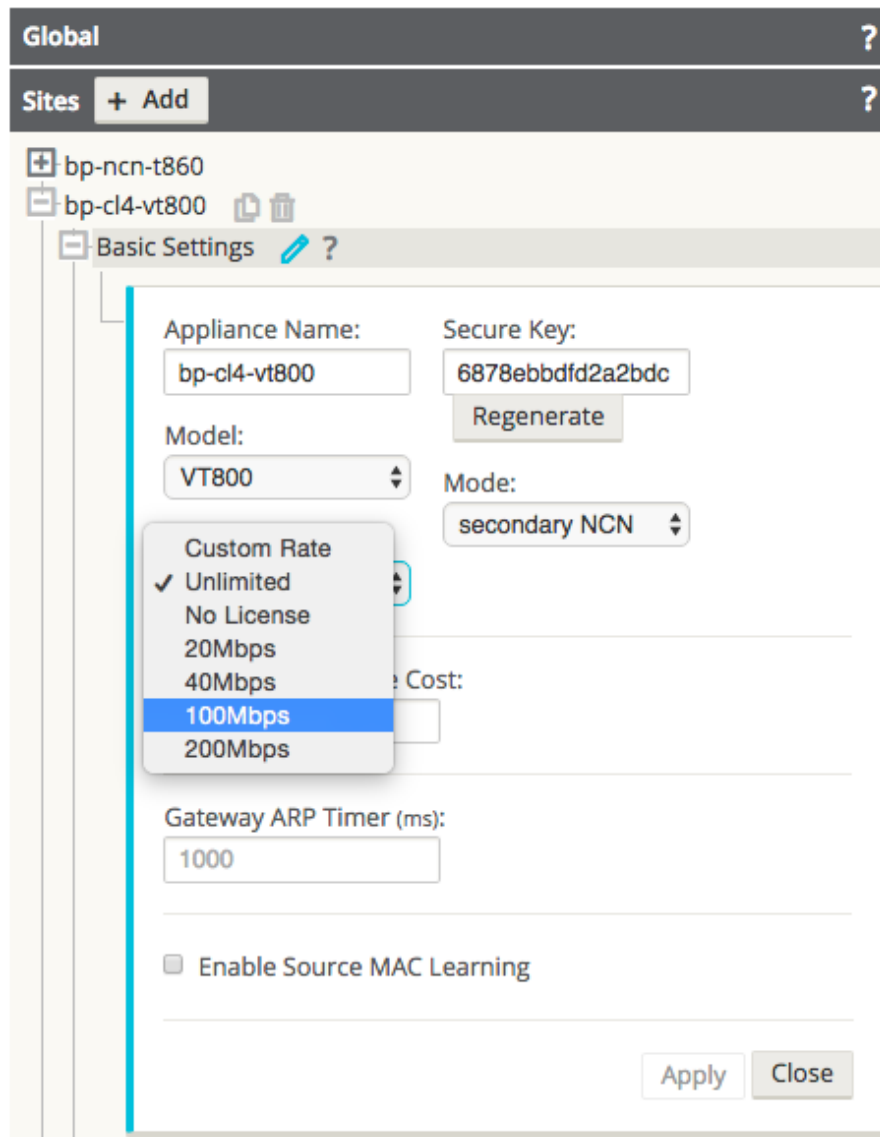 Global ?
Sites + Add ?
bp-ncn-t860
bp-cl4-vt800
Basic Settings ?
Appliance Name: Secure Key:
bp-cl4-vt800 6878ebbdfd2a2bdc
Regenerate
Model:
VT800
Mode:
secondary NCN
Custom Rate
✓ Unlimited
No License
20Mbps
40Mbps
Cost:
100Mbps
200Mbps
Gateway ARP Timer (ms):
1000
Enable Source MAC Learning
Apply Close